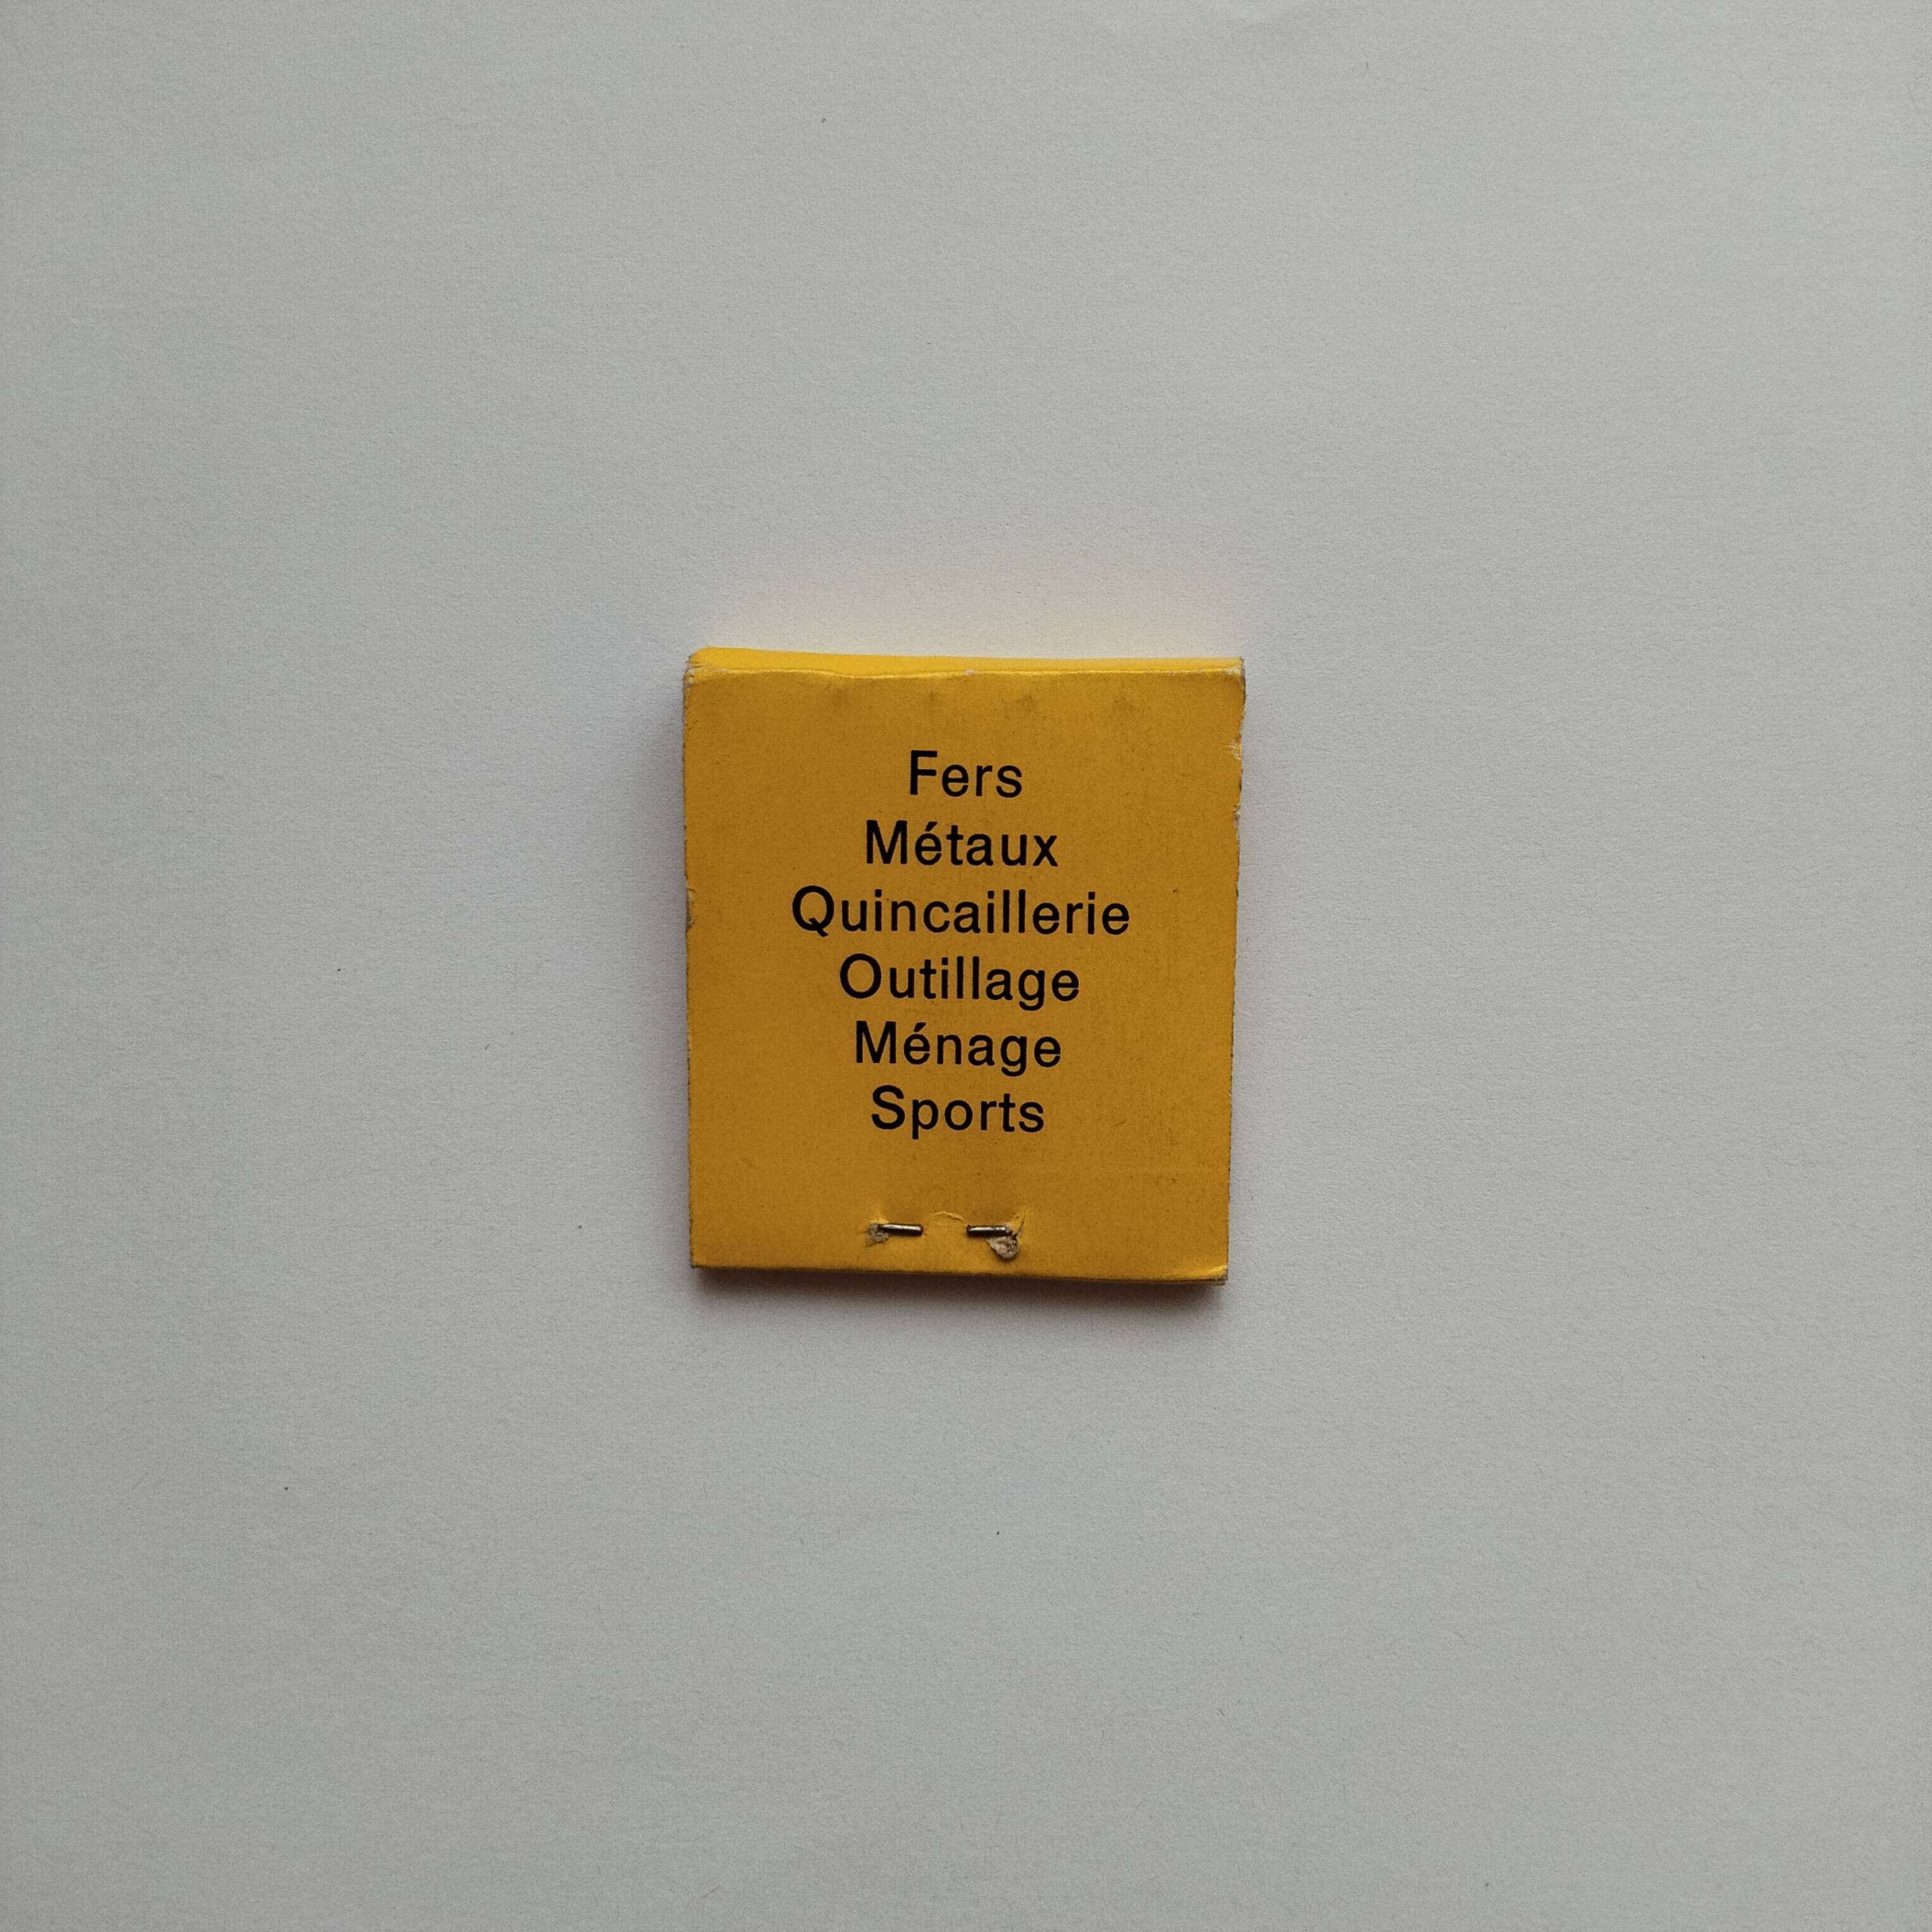 Fers
Métaux
Quincaillerie
Outillage
Ménage
Sports